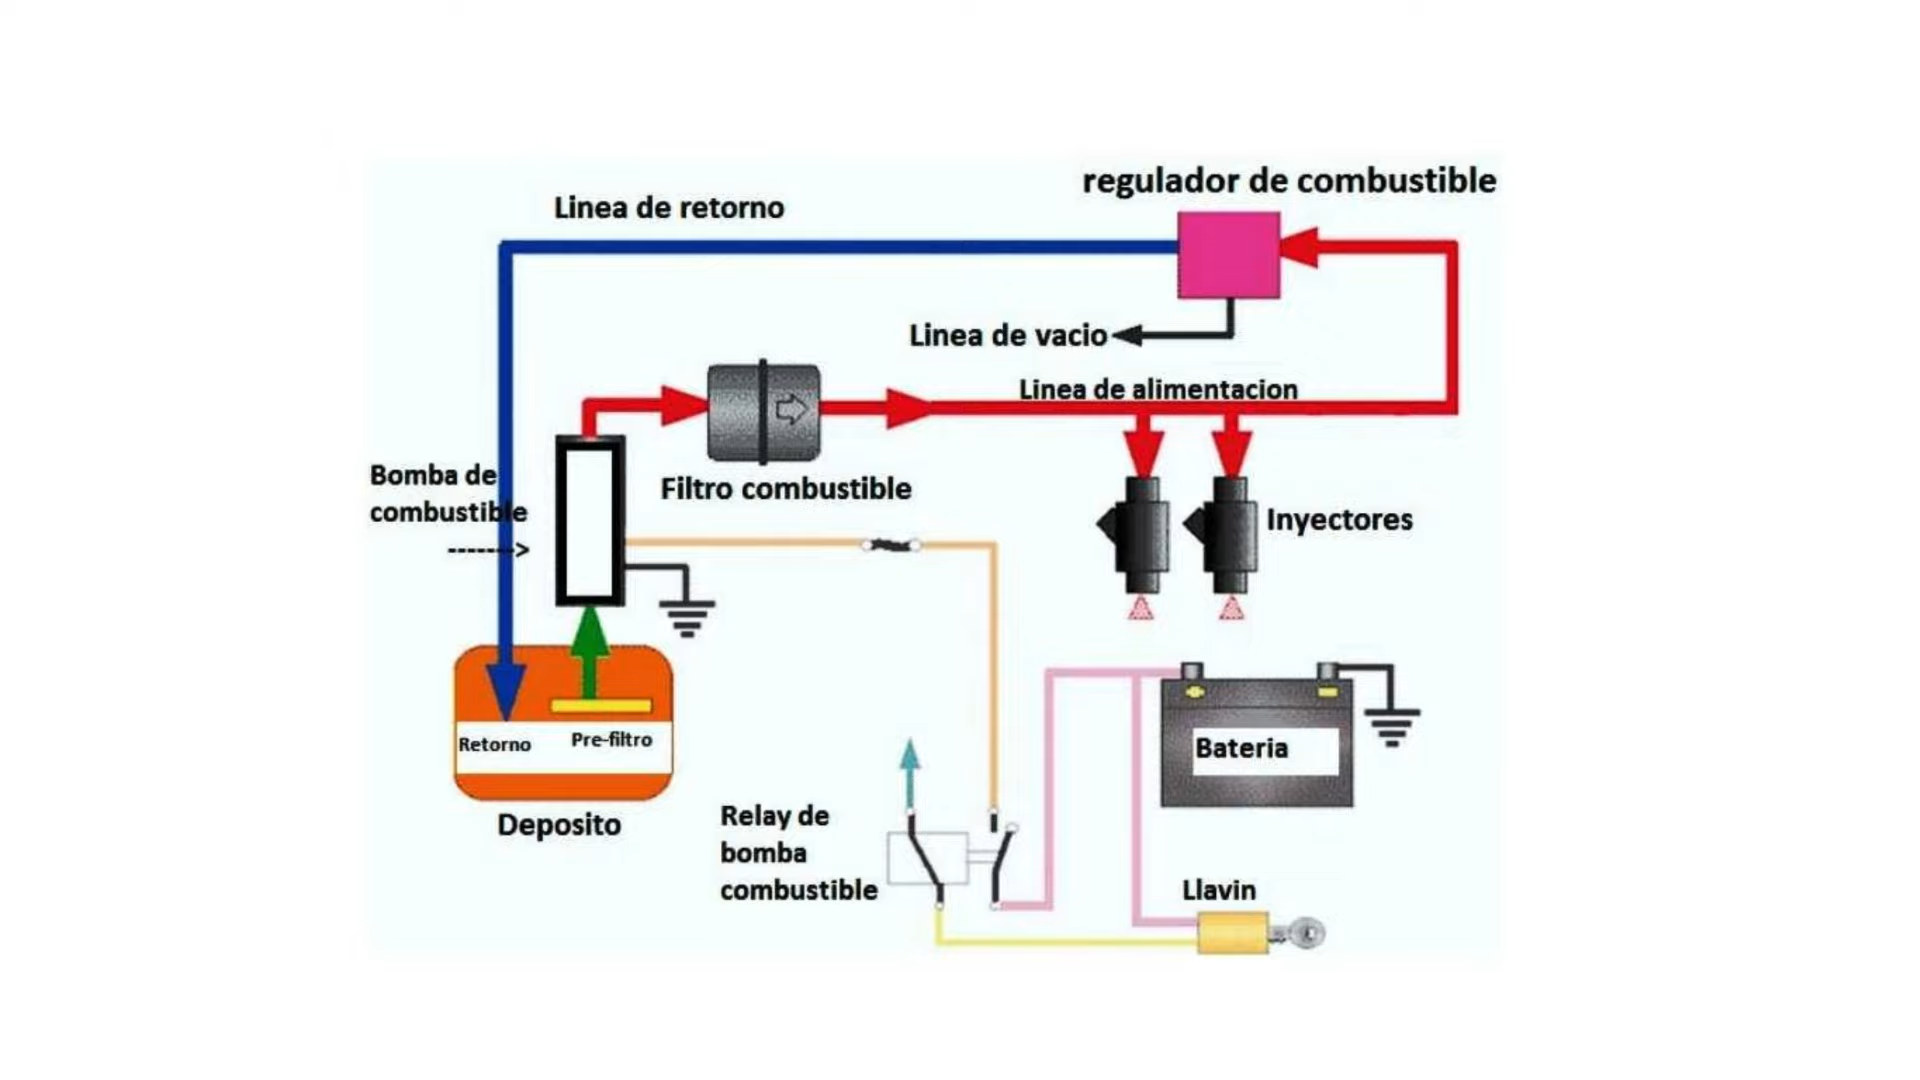 regulador de combustible
Linea de retorno
Linea de vacio
Linea de alimentacion
Bomba de
combustible
Filtro combustible
Inyectores
Retorno
Pre-filtro
Bateria
Deposito
Relay de
bomba
combustible
Llavin